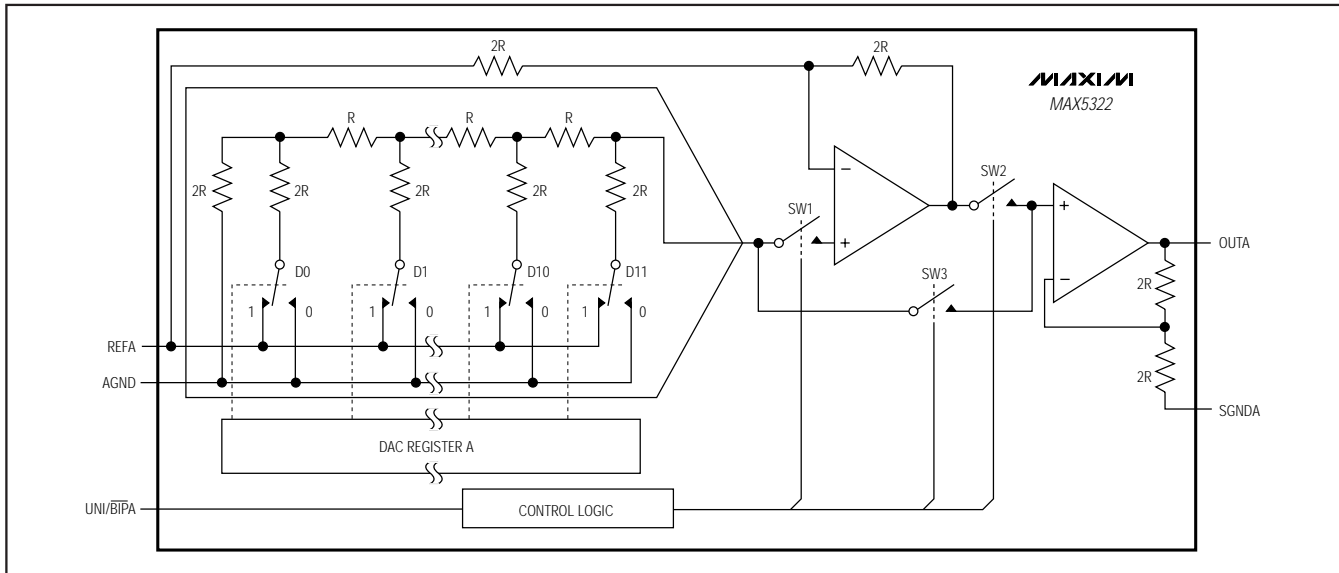 2R
2R
MAXIM
MAX5322
R
R
R
2R
2R
2R
2R
2R
SW1
SW2
SW3
−
+
+
−
OUTA
D0
D1
D10
D11
1
0
1
0
1
0
1
0
2R
2R
REFA
AGND
SGNDA
DAC REGISTER A
UNI/B̅I̅P̅A
CONTROL LOGIC